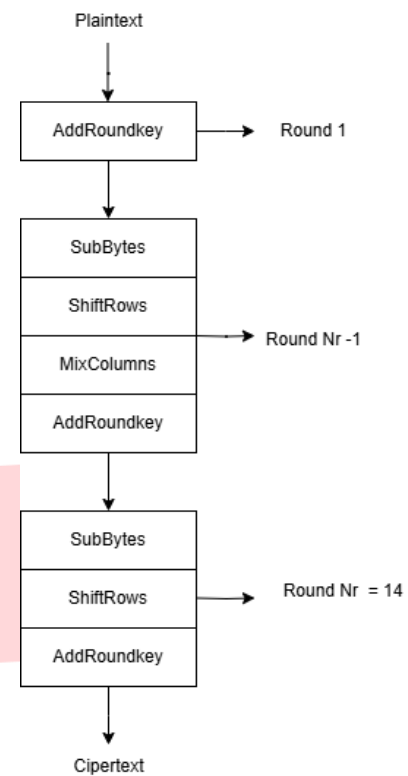 Plaintext
AddRoundkey
Round 1
SubBytes
ShiftRows
Round Nr -1
MixColumns
AddRoundkey
SubBytes
ShiftRows
Round Nr = 14
AddRoundkey
Cipertext